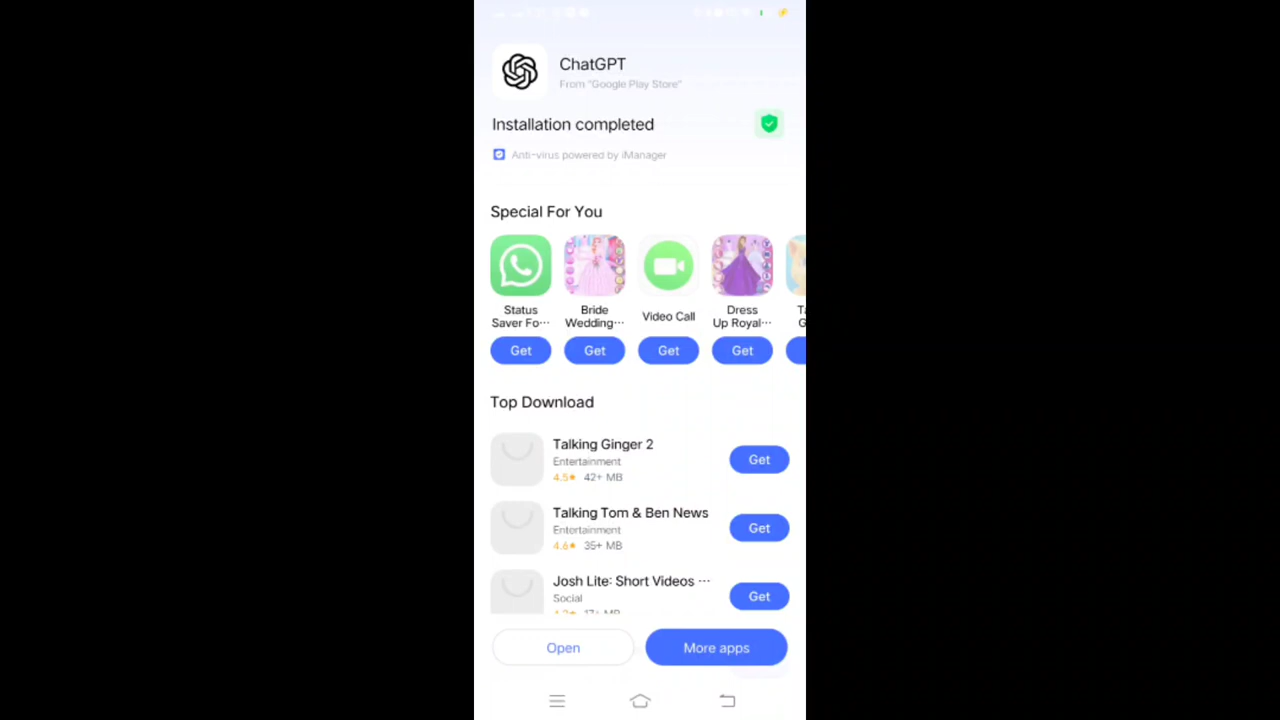 ChatGPT
From "Google Play Store"
Installation completed
Anti-virus powered by iManager
Special For You
Status
Saver Fo···
Get
Bride
Wedding···
Get
Video Call
Get
Dress
Up Royal···
Get
Top Download
Talking Ginger 2
Entertainment
4.5★ 42+ MB
Get
Talking Tom & Ben News
Entertainment
4.6★ 35+ MB
Get
Josh Lite: Short Videos ···
Social
Get
Open
More apps